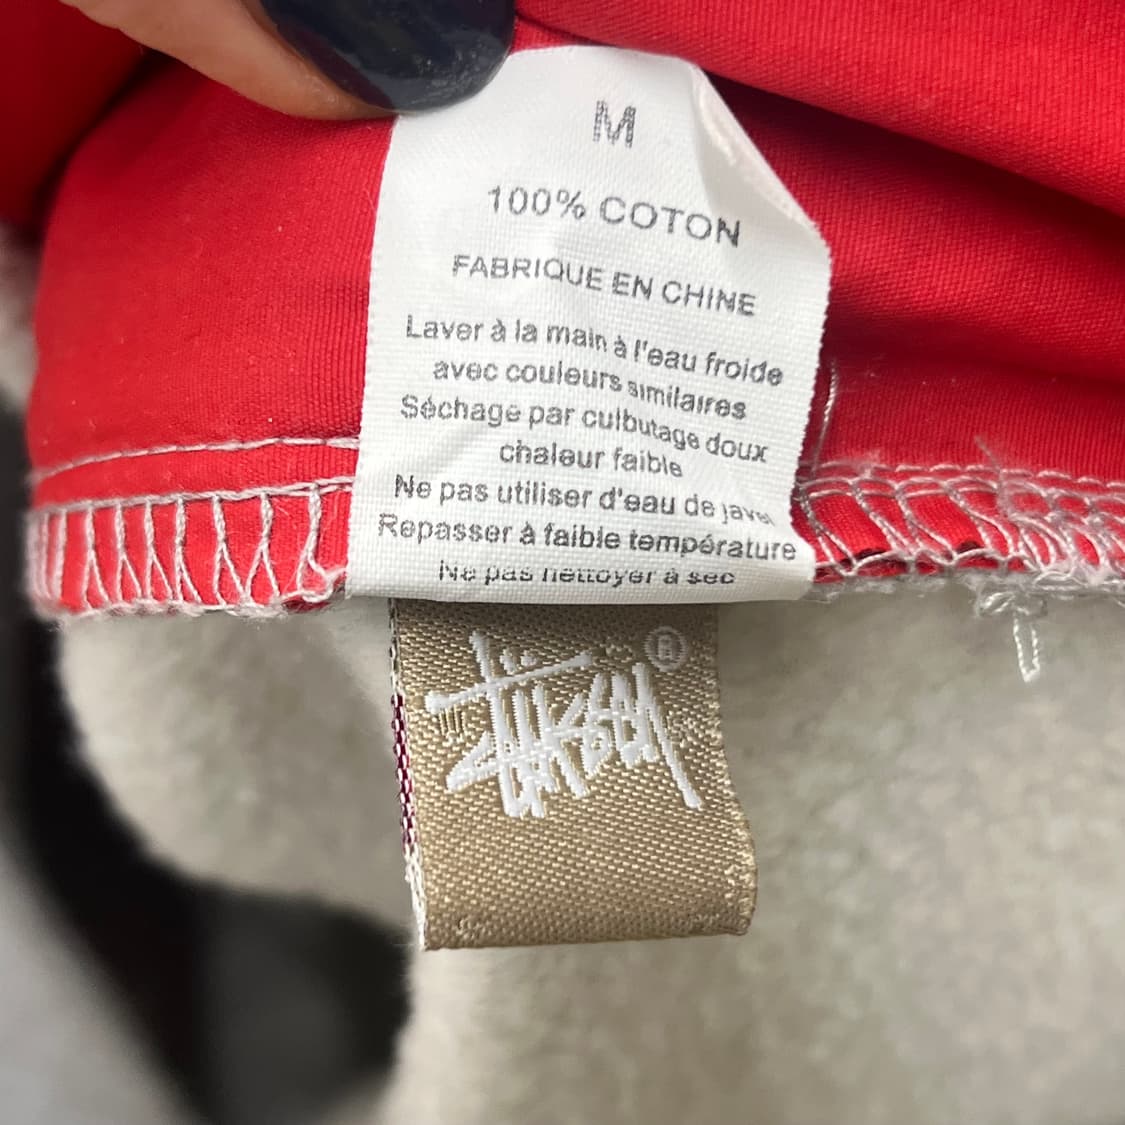 M
100% COTON
FABRIQUE EN CHINE
Laver à la main à l'eau froide
avec couleurs similaires
Séchage par culbutage doux
chaleur faible
Ne pas utiliser d'eau de javel
Repasser à faible température
Ne pas nettoyer à sec
Stüssy ®